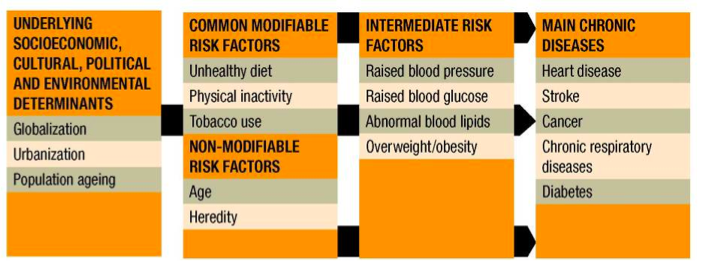 UNDERLYING
SOCIOECONOMIC,
CULTURAL, POLITICAL
AND ENVIRONMENTAL
DETERMINANTS
Globalization
Urbanization
Population ageing
COMMON MODIFIABLE
RISK FACTORS
Unhealthy diet
Physical inactivity
Tobacco use
NON-MODIFIABLE
RISK FACTORS
Age
Heredity
INTERMEDIATE RISK
FACTORS
Raised blood pressure
Raised blood glucose
Abnormal blood lipids
Overweight/obesity
MAIN CHRONIC
DISEASES
Heart disease
Stroke
Cancer
Chronic respiratory
diseases
Diabetes